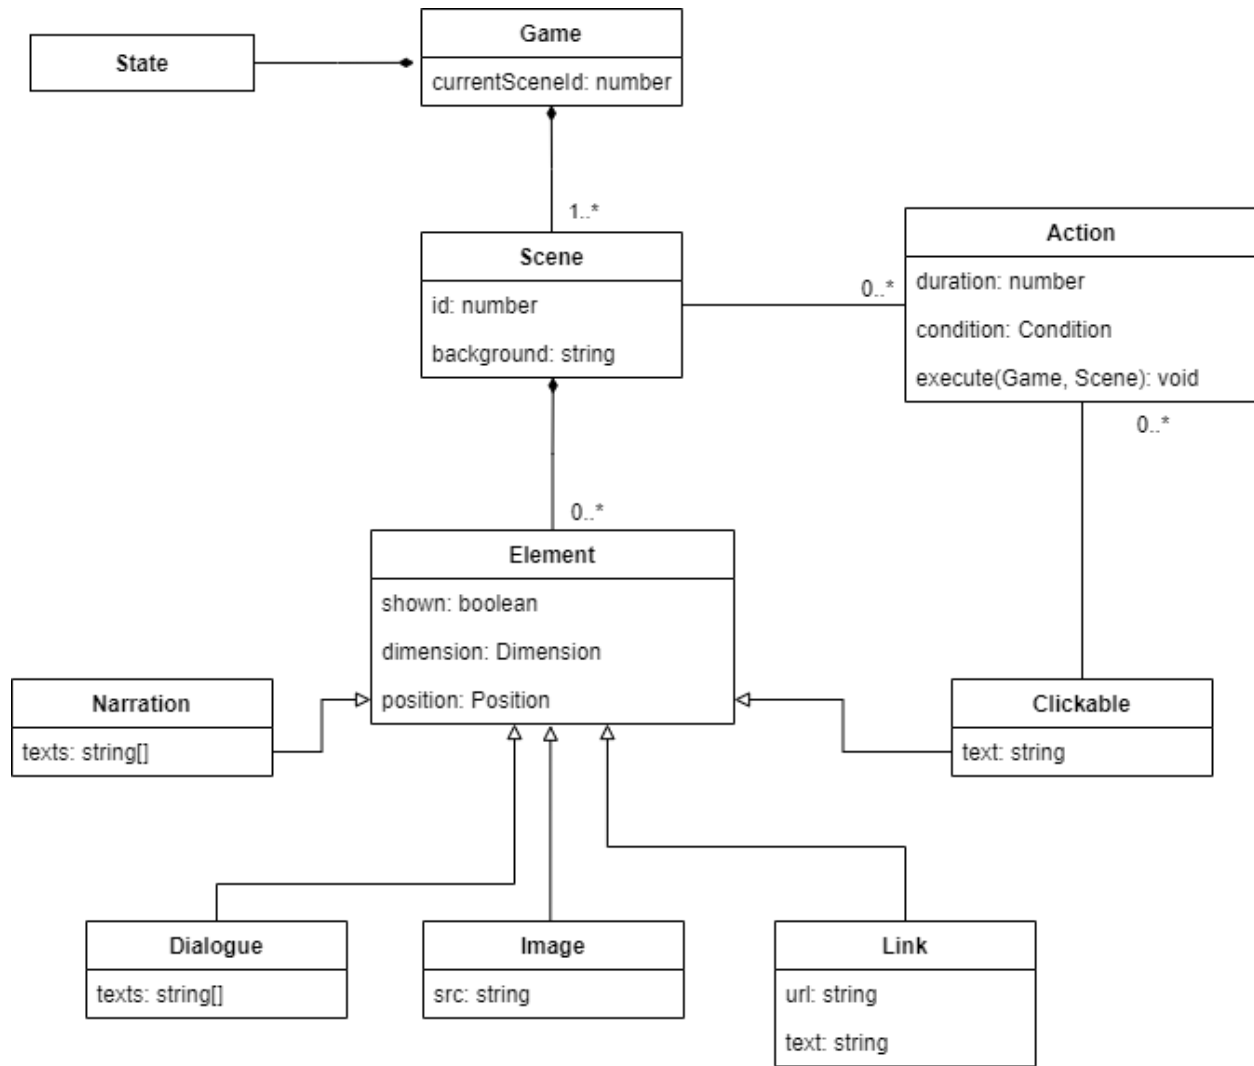 Game
currentSceneId: number
State
1..*
Scene
id: number
background: string
0..*
Action
duration: number
condition: Condition
execute(Game, Scene): void
0..*
0..*
Element
shown: boolean
dimension: Dimension
position: Position
Narration
texts: string[]
Clickable
text: string
Dialogue
texts: string[]
Image
src: string
Link
url: string
text: string